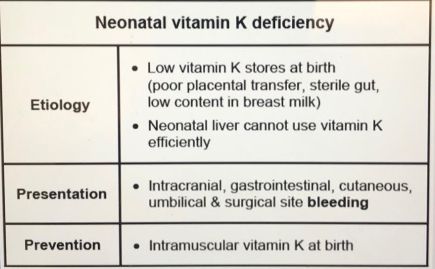 Neonatal vitamin K deficiency
Etiology
• Low vitamin K stores at birth
(poor placental transfer, sterile gut,
low content in breast milk)
• Neonatal liver cannot use vitamin K
efficiently
Presentation
• Intracranial, gastrointestinal, cutaneous,
umbilical & surgical site bleeding
Prevention
• Intramuscular vitamin K at birth